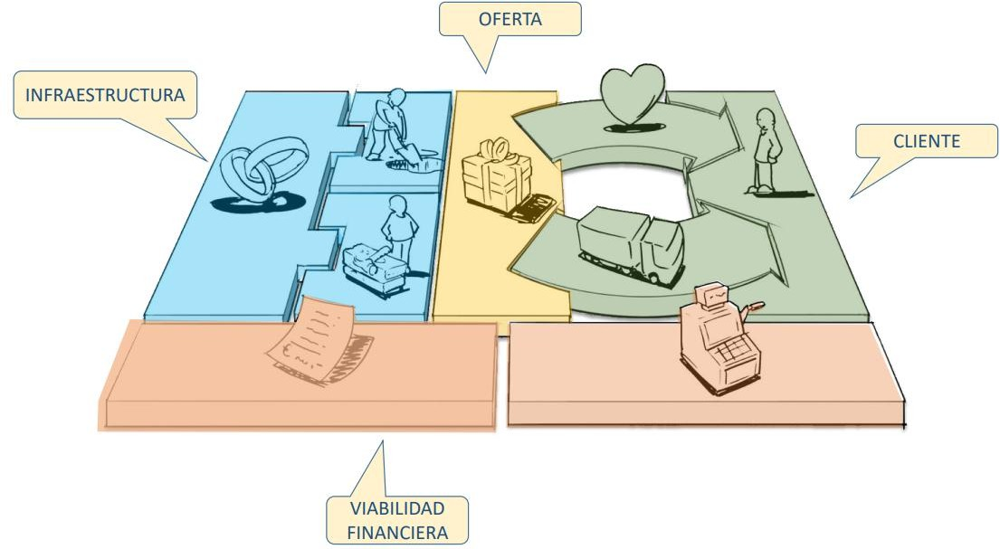 OFERTA
INFRAESTRUCTURA
CLIENTE
VIABILIDAD
FINANCIERA